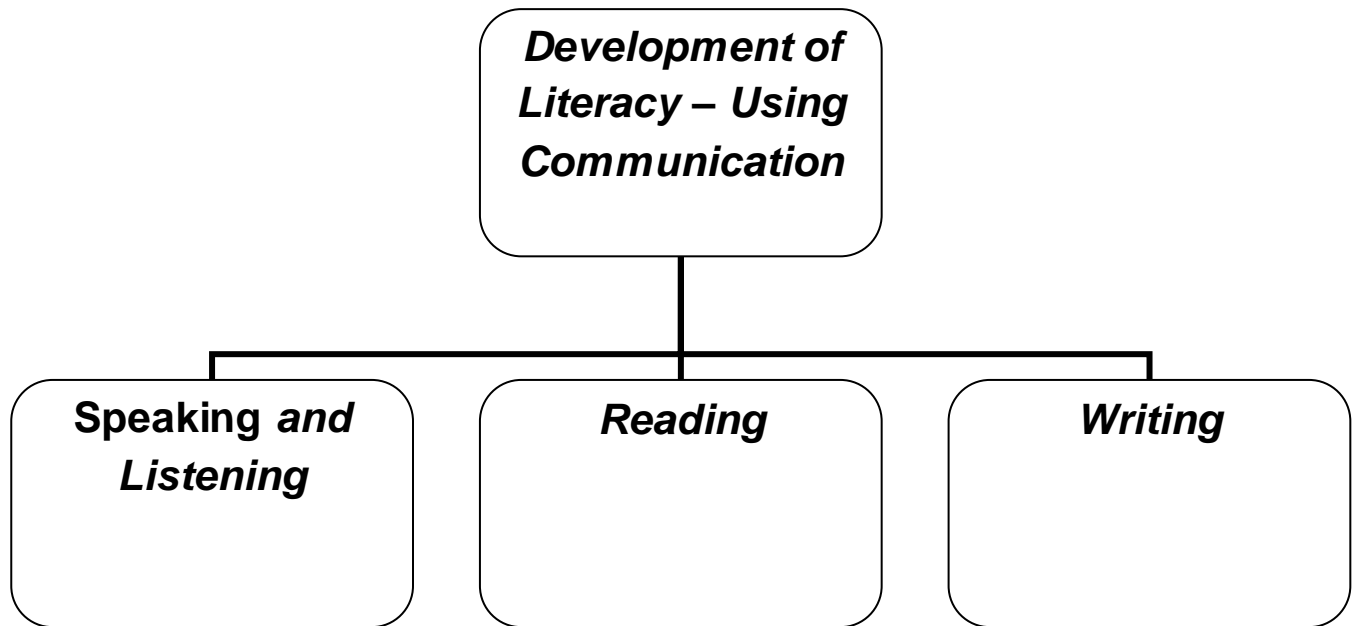 Development of
Literacy – Using
Communication
Speaking and
Listening
Reading
Writing